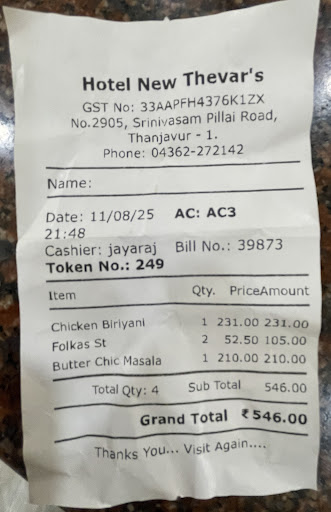 Hotel New Thevar's
GST No: 33AAPFH4376K1ZX
No.2905, Srinivasam Pillai Road,
Thanjavur - 1.
Phone: 04362-272142
Name:
Date: 11/08/25 AC: AC3
21:48
Cashier: jayaraj Bill No.: 39873
Token No.: 249
Item Qty. PriceAmount
Chicken Biriyani 1 231.00 231.00
Folkas St 2 52.50 105.00
Butter Chic Masala 1 210.00 210.00
Total Qty: 4 Sub Total 546.00
Grand Total ₹546.00
Thanks You... Visit Again....